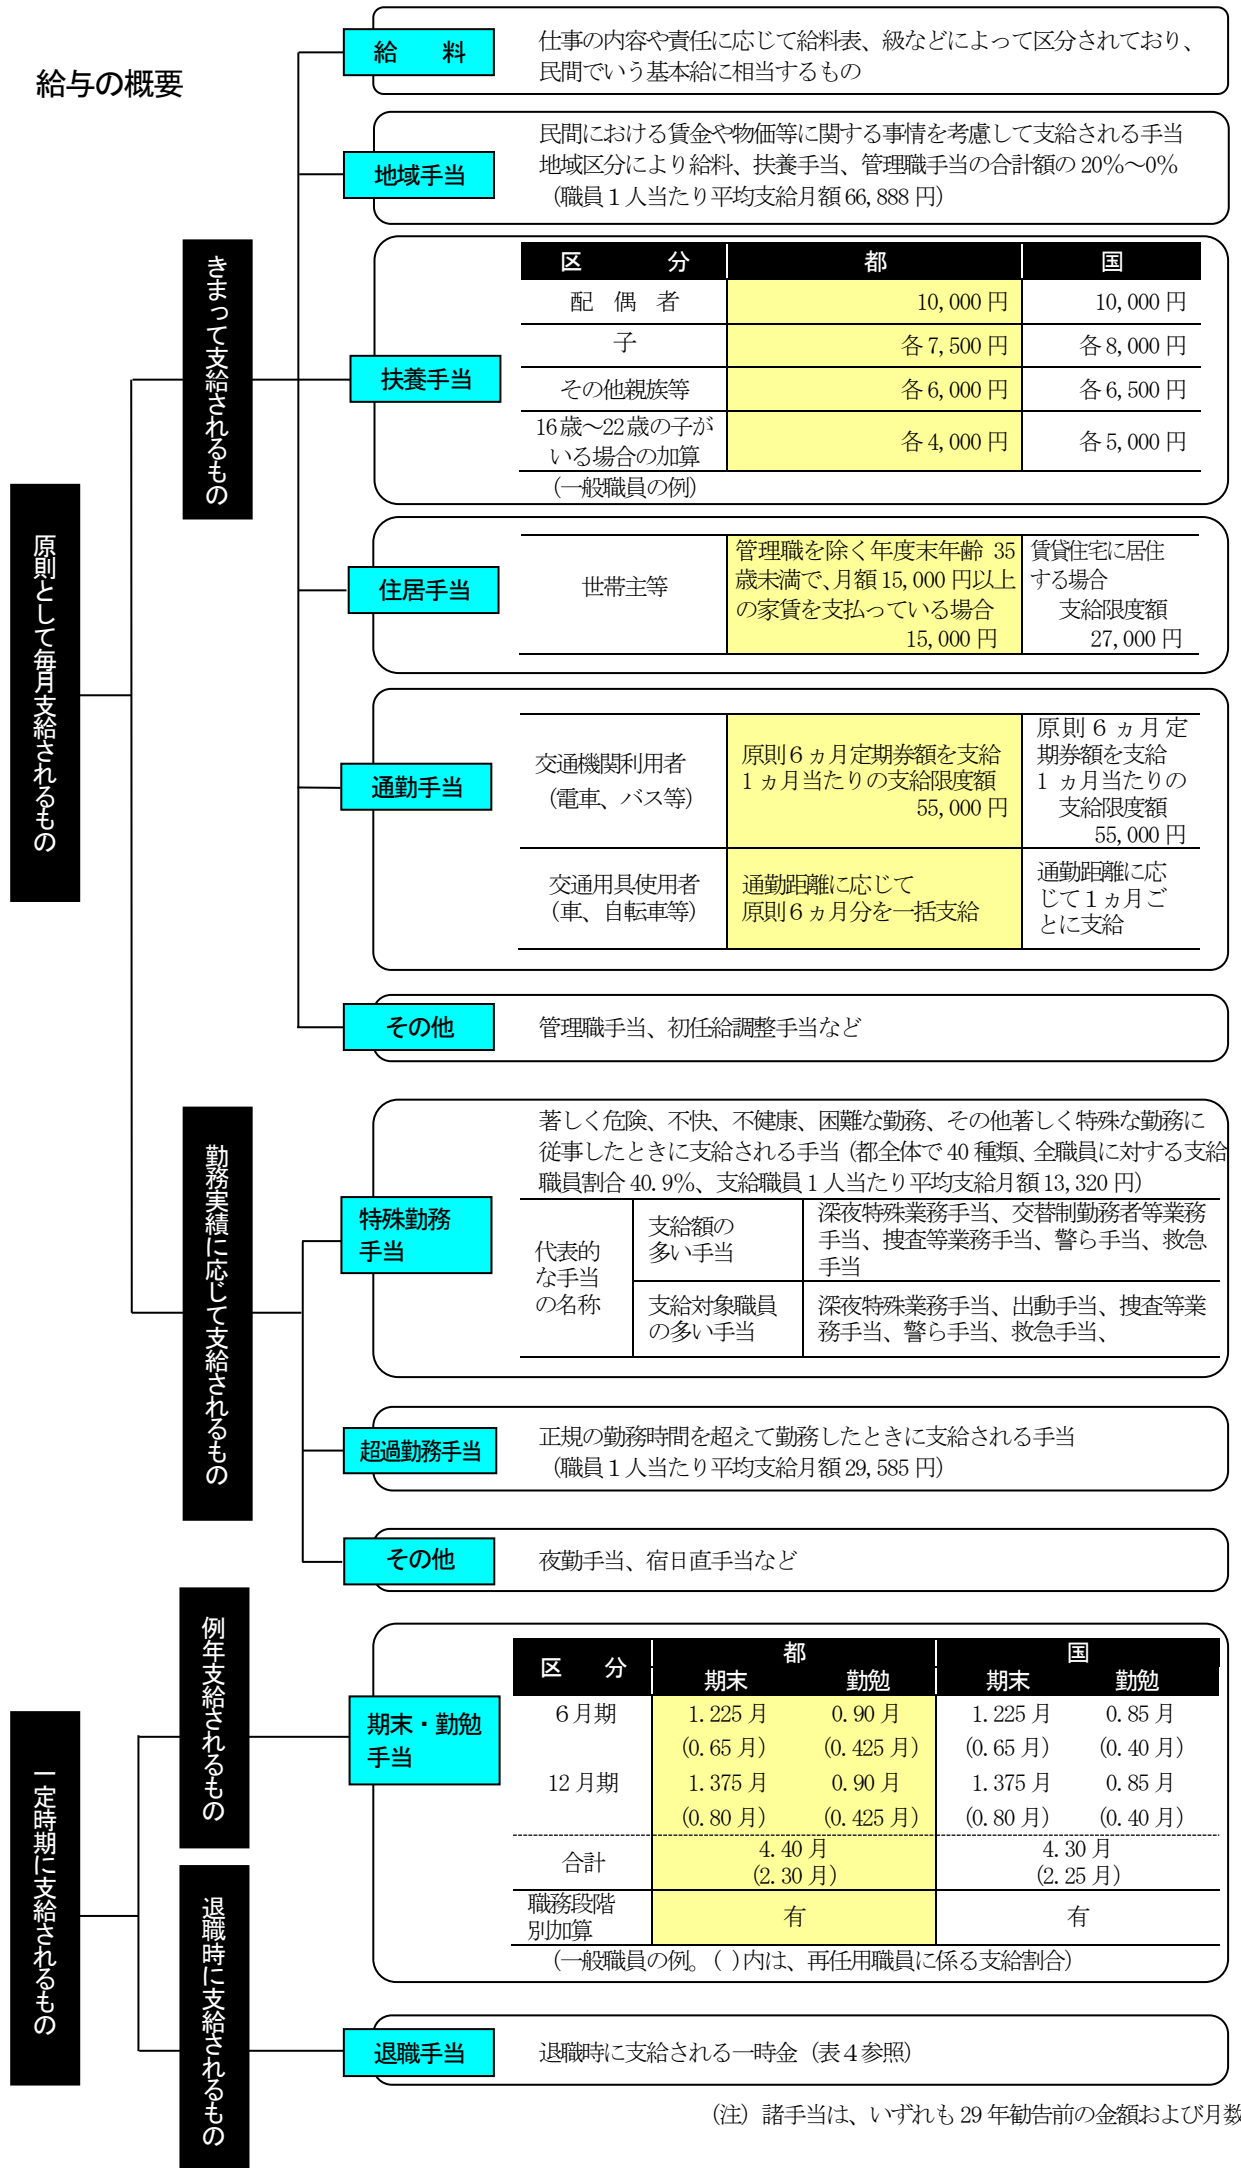 給与の概要
原則として毎月支給されるもの
きまって支給されるもの
給　料
仕事の内容や責任に応じて給料表、級などによって区分されており、
民間でいう基本給に相当するもの
地域手当
民間における賃金や物価等に関する事情を考慮して支給される手当
地域区分により給料、扶養手当、管理職手当の合計額の20％～0％
（職員１人当たり平均支給月額66,888円）
扶養手当
区　分　都　国
配　偶　者　10,000円　10,000円
子　各7,500円　各8,000円
その他親族等　各6,000円　各6,500円
16歳～22歳の子が
いる場合の加算　各4,000円　各5,000円
（一般職員の例）
住居手当
世帯主等
管理職を除く年度末年齢 35
歳未満で、月額15,000円以上
の家賃を支払っている場合
15,000円
賃貸住宅に居住
する場合
支給限度額
27,000円
通勤手当
交通機関利用者
（電車、バス等）
原則６ヵ月定期券額を支給
１ヵ月当たりの支給限度額
55,000円
原則６ヵ月定
期券額を支給
１ヵ月当たりの
支給限度額
55,000円
交通用具使用者
（車、自転車等）
通勤距離に応じて
原則６ヵ月分を一括支給
通勤距離に応
じて１ヵ月ご
とに支給
その他
管理職手当、初任給調整手当など
勤務実績に応じて支給されるもの
特殊勤務
手当
著しく危険、不快、不健康、困難な勤務、その他著しく特殊な勤務に
従事したときに支給される手当（都全体で40種類、全職員に対する支給
職員割合40.9％、支給職員1人当たり平均支給月額13,320円）
代表的
な手当
の名称
支給額の
多い手当
深夜特殊業務手当、交替制勤務者等業務
手当、捜査等業務手当、警ら手当、救急
手当
支給対象職員
の多い手当
深夜特殊業務手当、出動手当、捜査等業
務手当、警ら手当、救急手当、
超過勤務手当
正規の勤務時間を超えて勤務したときに支給される手当
（職員１人当たり平均支給月額29,585円）
その他
夜勤手当、宿日直手当など
一定時期に支給されるもの
例年支給されるもの
期末・勤勉
手当
区　分　都　国
期末　勤勉　期末　勤勉
６月期　1.225月　0.90月　1.225月　0.85月
(0.65月)　(0.425月)　(0.65月)　(0.40月)
12月期　1.375月　0.90月　1.375月　0.85月
(0.80月)　(0.425月)　(0.80月)　(0.40月)
合計　4.40月　4.30月
(2.30月)　(2.25月)
職務段階
別加算　有　有
（一般職員の例。( )内は、再任用職員に係る支給割合）
退職時に支給されるもの
退職手当
退職時に支給される一時金（表４参照）
（注）諸手当は、いずれも29年勧告前の金額および月数